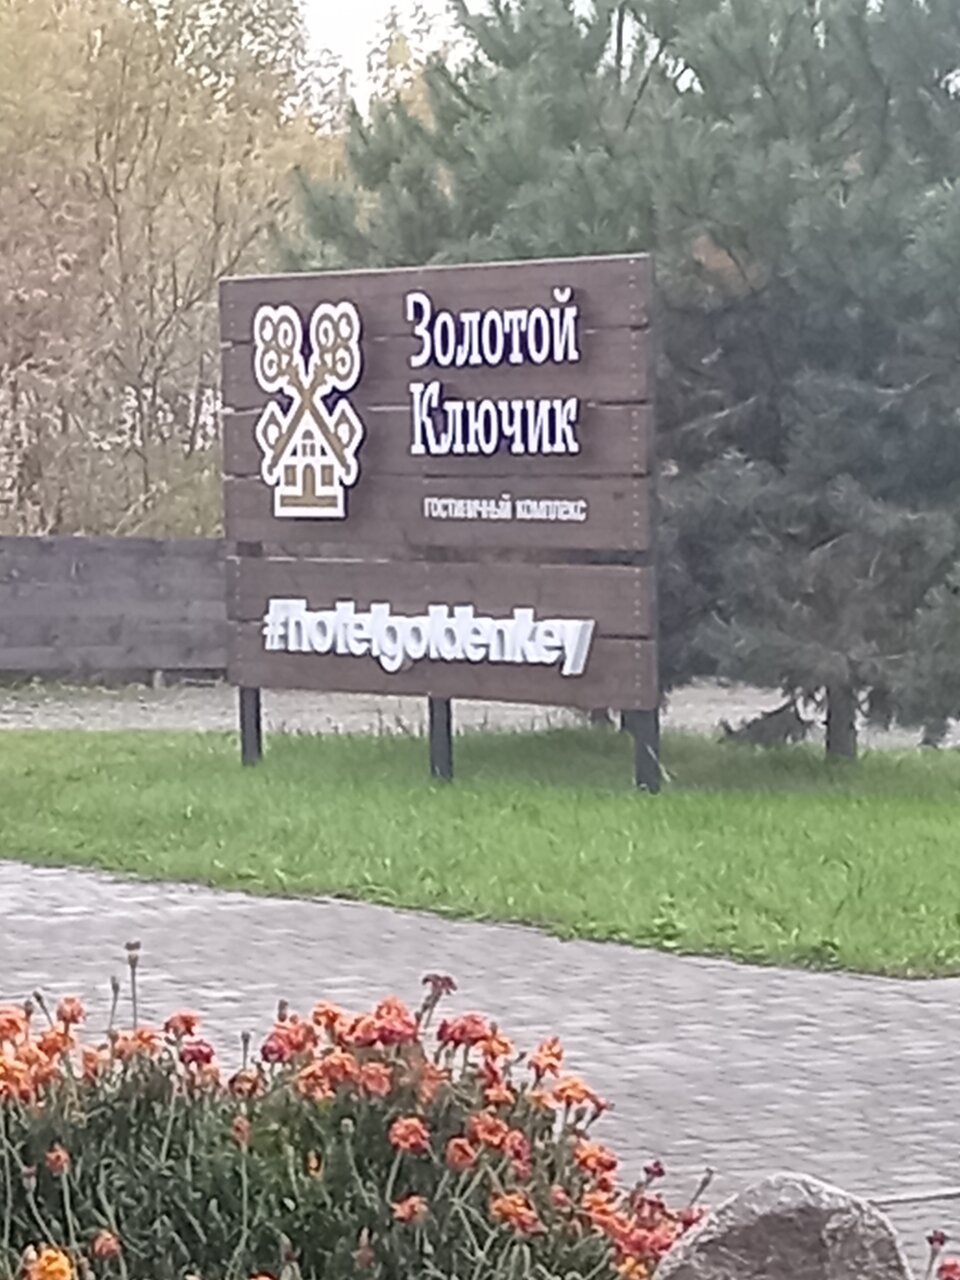 Золотой
Ключик
гостиничный комплекс
#hotelgoldenkey